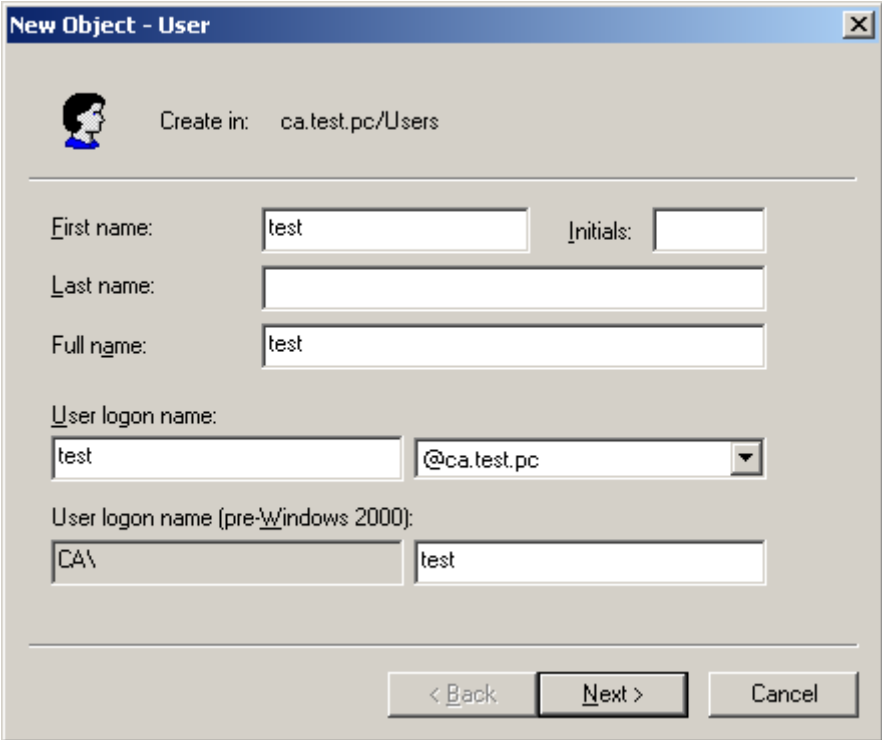 New Object - User
Create in: ca.test.pc/Users
First name: test Initials:
Last name:
Full name: test
User logon name:
test @ca.test.pc
User logon name (pre-Windows 2000):
CA\ test
< Back Next > Cancel